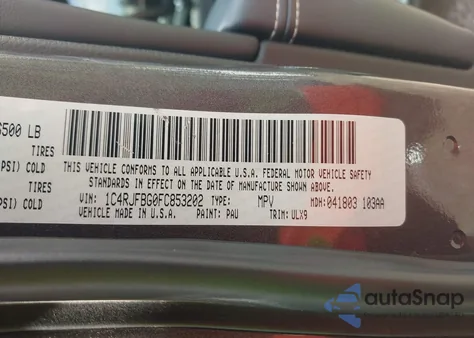 6500 LB
TIRES
PSI) COLD
TIRES
PSI) COLD
THIS VEHICLE CONFORMS TO ALL APPLICABLE U.S.A. FEDERAL MOTOR VEHICLE SAFETY
STANDARDS IN EFFECT ON THE DATE OF MANUFACTURE SHOWN ABOVE.
VIN: 1C4RJFBG0FC853202 TYPE: MPV MDH: 041803 103AA
VEHICLE MADE IN U.S.A. PAINT: PAU TRIM: ULX9
autaSnap